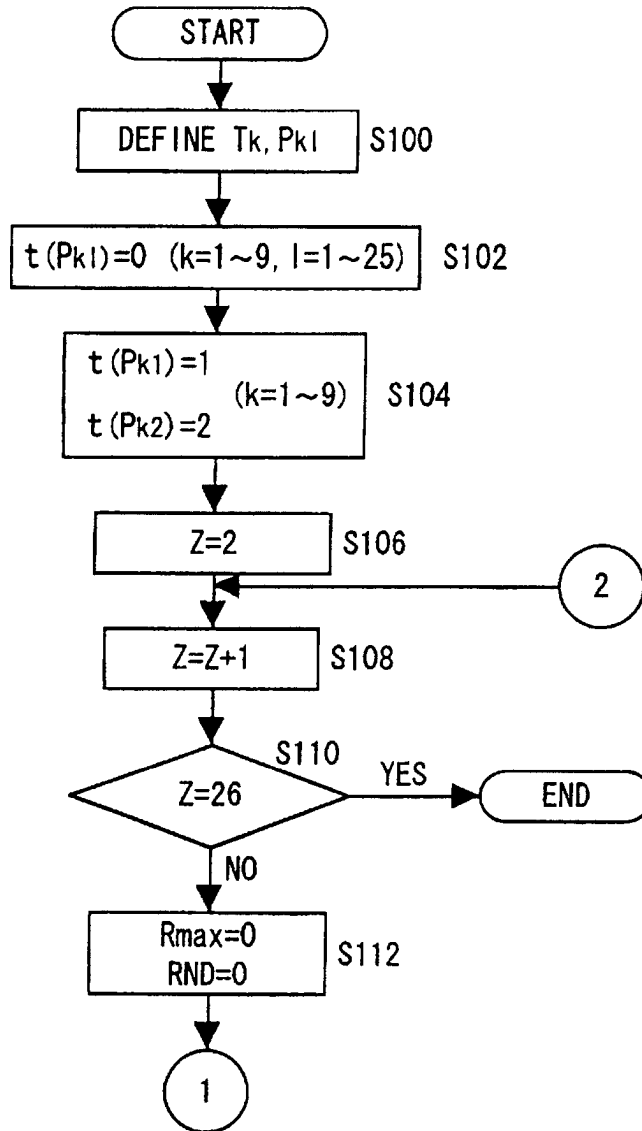 START
DEFINE Tk, Pkl S100
t(Pkl)=0 (k=1~9, l=1~25) S102
t(Pk1)=1
(k=1~9) S104
t(Pk2)=2
Z=2 S106
2
Z=Z+1 S108
S110
Z=26 YES END
NO
Rmax=0
RND=0 S112
1